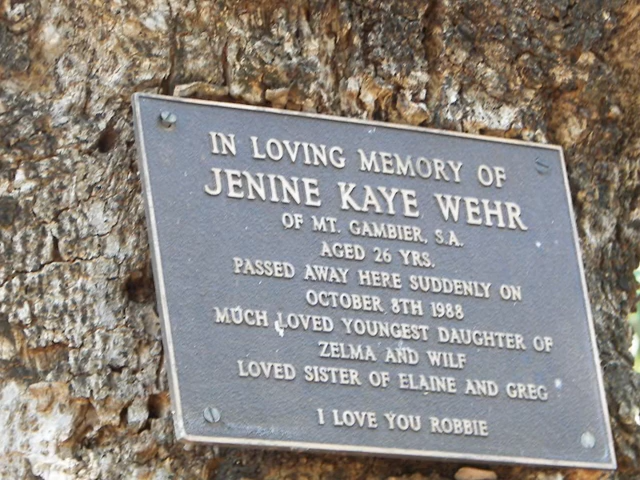 IN LOVING MEMORY OF
JENINE KAYE WEHR
OF MT. GAMBIER, S.A.
AGED 26 YRS.
PASSED AWAY HERE SUDDENLY ON
OCTOBER 8TH 1988
MUCH LOVED YOUNGEST DAUGHTER OF
ZELMA AND WILF
LOVED SISTER OF ELAINE AND GREG
I LOVE YOU ROBBIE